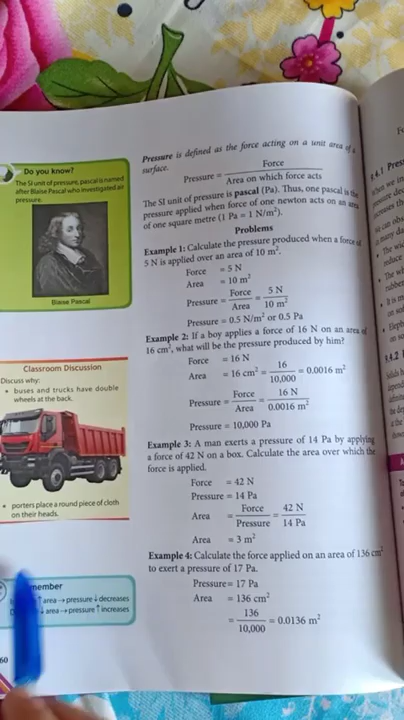 Do you know?
The SI unit of pressure, pascal is named
after Blaise Pascal who investigated air
pressure.
Blaise Pascal
Classroom Discussion
Discuss why:
• buses and trucks have double
wheels at the back.
• porters place a round piece of cloth
on their heads.
member
↑ area → pressure ↓ decreases
↓ area → pressure ↑ increases
60
Pressure is defined as the force acting on a unit area of a
surface.
Pressure = Force / Area on which force acts
The SI unit of pressure is pascal (Pa). Thus, one pascal is the
pressure applied when force of one newton acts on an area
of one square metre (1 Pa = 1 N/m²).
Problems
Example 1: Calculate the pressure produced when a force of
5 N is applied over an area of 10 m².
Force = 5 N
Area = 10 m²
Pressure = Force / Area = 5 N / 10 m²
Pressure = 0.5 N/m² or 0.5 Pa
Example 2: If a boy applies a force of 16 N on an area of
16 cm², what will be the pressure produced by him?
Force = 16 N
Area = 16 cm² = 16 / 10,000 = 0.0016 m²
Pressure = Force / Area = 16 N / 0.0016 m²
Pressure = 10,000 Pa
Example 3: A man exerts a pressure of 14 Pa by applying
a force of 42 N on a box. Calculate the area over which the
force is applied.
Force = 42 N
Pressure = 14 Pa
Area = Force / Pressure = 42 N / 14 Pa
Area = 3 m²
Example 4: Calculate the force applied on an area of 136 cm²
to exert a pressure of 17 Pa.
Pressure = 17 Pa
Area = 136 cm²
= 136 / 10,000 = 0.0136 m²